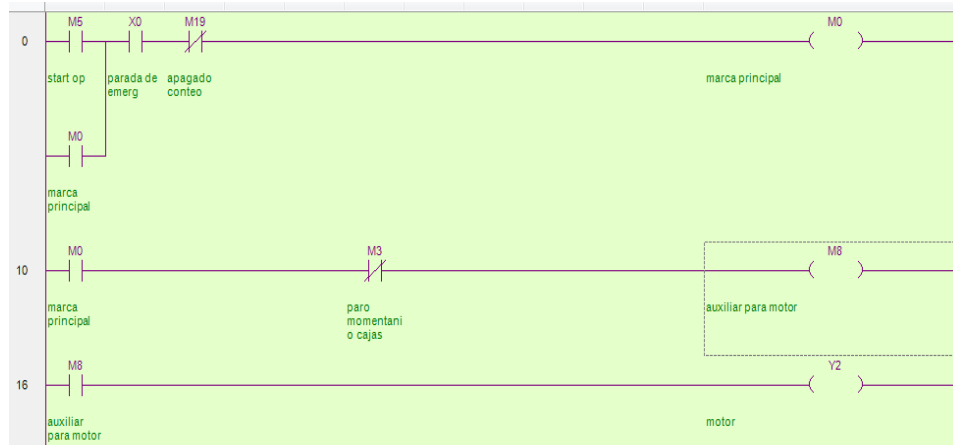 M5 X0 M19 M0
0
start op parada de emerg apagado conteo marca principal
M0
marca principal
M0 M3 M8
10
marca principal paro momentani o cajas auxiliar para motor
M8 Y2
16
auxiliar para motor motor